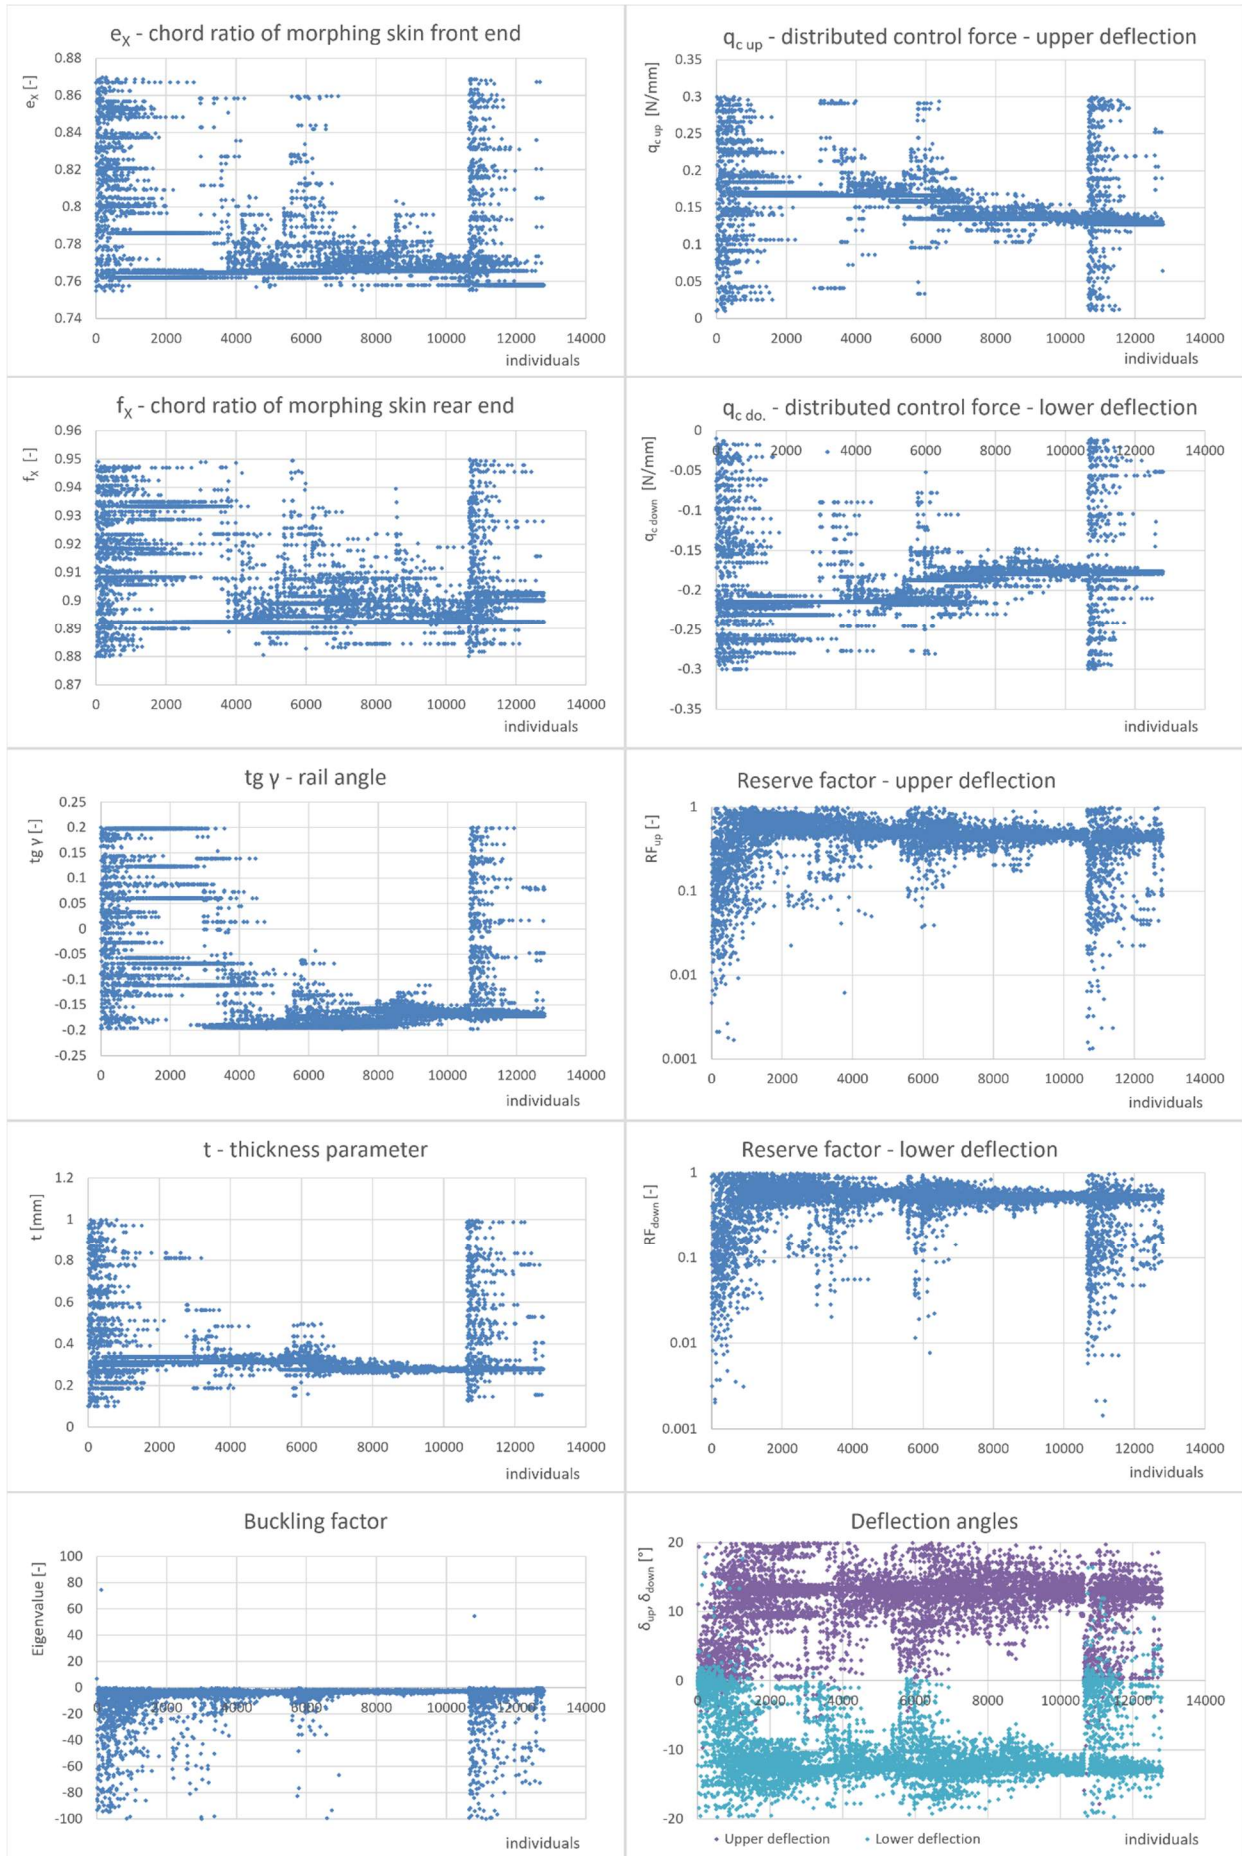 eX - chord ratio of morphing skin front end
eX [-]
0.88
0.86
0.84
0.82
0.8
0.78
0.76
0.74
0 2000 4000 6000 8000 10000 12000 14000
individuals
qc up - distributed control force - upper deflection
qc up [N/mm]
0.35
0.3
0.25
0.2
0.15
0.1
0.05
0
0 2000 4000 6000 8000 10000 12000 14000
individuals
fX - chord ratio of morphing skin rear end
fX [-]
0.96
0.95
0.94
0.93
0.92
0.91
0.9
0.89
0.88
0.87
0 2000 4000 6000 8000 10000 12000 14000
individuals
qc do. - distributed control force - lower deflection
qc down [N/mm]
0
-0.05
-0.1
-0.15
-0.2
-0.25
-0.3
-0.35
0 2000 4000 6000 8000 10000 12000 14000
individuals
tg γ - rail angle
tg γ [-]
0.25
0.2
0.15
0.1
0.05
0
-0.05
-0.1
-0.15
-0.2
-0.25
0 2000 4000 6000 8000 10000 12000 14000
individuals
Reserve factor - upper deflection
RFup [-]
1
0.1
0.01
0.001
0 2000 4000 6000 8000 10000 12000 14000
individuals
t - thickness parameter
t [mm]
1.2
1
0.8
0.6
0.4
0.2
0
0 2000 4000 6000 8000 10000 12000 14000
individuals
Reserve factor - lower deflection
RFdown [-]
1
0.1
0.01
0.001
0 2000 4000 6000 8000 10000 12000 14000
individuals
Buckling factor
Eigenvalue [-]
100
80
60
40
20
0
-20
-40
-60
-80
-100
0 2000 4000 6000 8000 10000 12000 14000
individuals
Deflection angles
δup, δdown [°]
20
10
0
-10
-20
0 2000 4000 6000 8000 10000 12000 14000
Upper deflection
Lower deflection
individuals